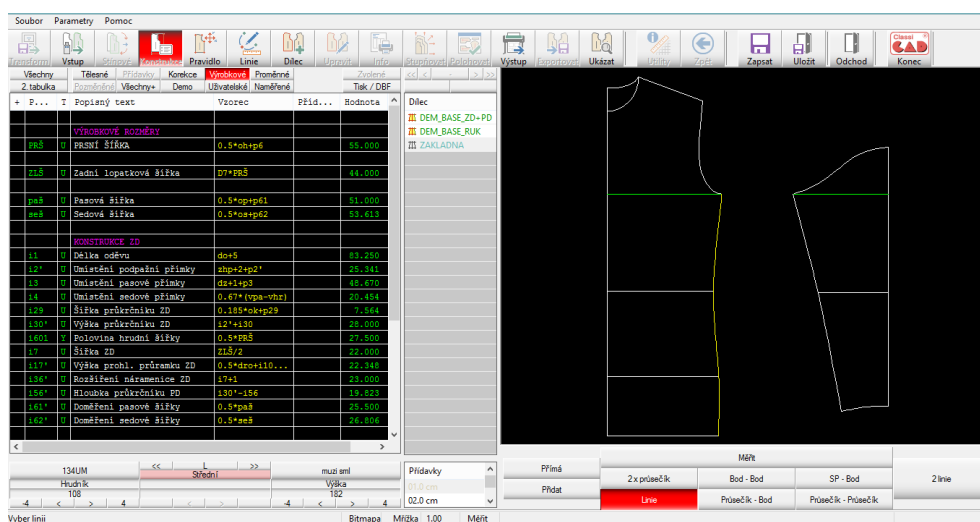 Soubor Parametry Pomoc
Transform Vstup Stínové Konstrukce Pravidlo Linie Dílec Upravit Info Stupňovat Polohovat Výstup Exportovat Ukázat Utility Zpět Zapsat Uložit Odchod Konec
Classi CAD
Všechny Tělesné Přídavky Korekce Výrobkové Proměnné Zvolené << < - > >>
2. tabulka Pozměněné Všechny+ Demo Uživatelské Naměřené Tisk / DBF
+ P... T Popisný text Vzorec Příd... Hodnota Dílec
DEM_BASE_ZD+PD
DEM_BASE_RUK
ZAKLADNA
VÝROBKOVÉ ROZMĚRY
PRŠ U PRSNÍ ŠÍŘKA 0.5*oh+p6 55.000
ZLŠ U Zadní lopatková šířka D7*PRŠ 44.000
paš U Pasová šířka 0.5*op+p61 51.000
seš U Sedová šířka 0.5*os+p62 53.613
KONSTRUKCE ZD
i1 U Délka oděvu do+5 83.250
i2' U Umístění podpažní přímky zhp+2+p2' 25.341
i3 U Umístění pasové přímky dz+1+p3 48.670
i4 U Umístění sedové přímky 0.67*(vpa-vhr) 20.454
i29 U Šířka průkrčníku ZD 0.185*ok+p29 7.564
i30' U Výška průkrčníku ZD i2'+i30 28.000
i601 Y Polovina hrudní šířky 0.5*PRŠ 27.500
i7 U Šířka ZD ZLŠ/2 22.000
i17' U Výška prohl. průramku ZD 0.5*dro+i10... 22.348
i36' U Rozšíření náramenice ZD i7+1 23.000
i56' U Hloubka průkrčníku PD i30'-i56 19.823
i61' U Doměření pasové šířky 0.5*paš 25.500
i62' U Doměření sedové šířky 0.5*seš 26.806
134UM << L >> muzi sml
Střední
Hrudník Výška
108 182
-4 < > 4 < > -4 < > 4
Přídavky
01.0 cm
02.0 cm
Přímá
Přidat
Měřit
2 x průsečík Bod - Bod SP - Bod 2 linie
Linie Průsečík - Bod Průsečík - Průsečík
Vyber linii Bitmapa Mřížka 1.00 Měřit